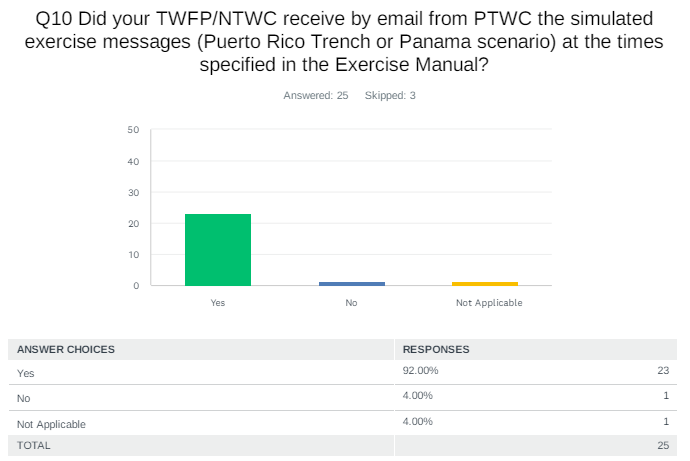 Q10 Did your TWFP/NTWC receive by email from PTWC the simulated
exercise messages (Puerto Rico Trench or Panama scenario) at the times
specified in the Exercise Manual?
Answered: 25 Skipped: 3
50
40
30
20
10
0
Yes No Not Applicable
ANSWER CHOICES RESPONSES
Yes 92.00% 23
No 4.00% 1
Not Applicable 4.00% 1
TOTAL 25